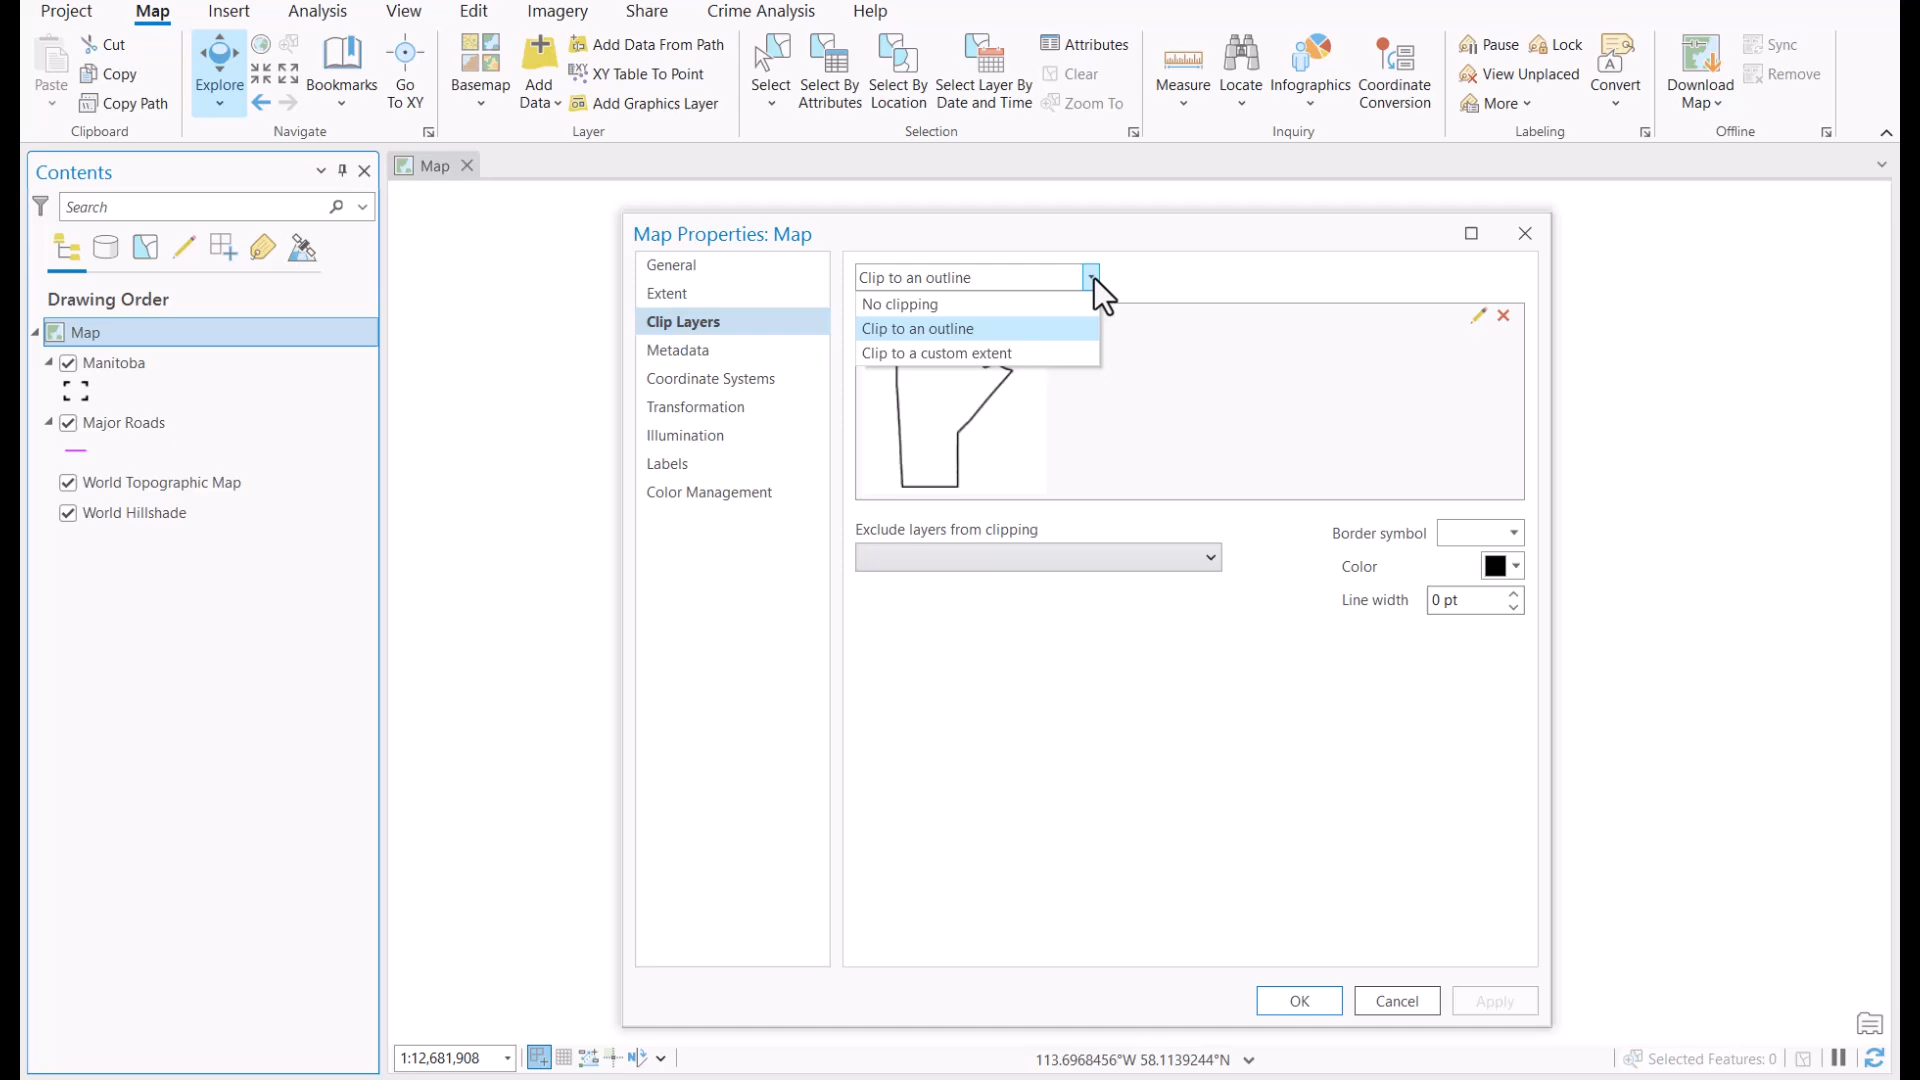 Project Map Insert Analysis View Edit Imagery Share Crime Analysis Help
Paste
Cut
Copy
Copy Path
Clipboard
Explore
Bookmarks
Go
To XY
Navigate
Basemap
Add
Data
Add Data From Path
XY Table To Point
Add Graphics Layer
Layer
Select
Select By
Attributes
Select By
Location
Select Layer By
Date and Time
Attributes
Clear
Zoom To
Selection
Measure
Locate
Infographics
Coordinate
Conversion
Inquiry
Pause
Lock
View Unplaced
More
Convert
Labeling
Download
Map
Sync
Remove
Offline
Contents
Search
Drawing Order
Map
Manitoba
Major Roads
World Topographic Map
World Hillshade
Map
Map Properties: Map
General
Extent
Clip Layers
Metadata
Coordinate Systems
Transformation
Illumination
Labels
Color Management
Clip to an outline
No clipping
Clip to an outline
Clip to a custom extent
Exclude layers from clipping
Border symbol
Color
Line width 0 pt
OK Cancel Apply
1:12,681,908
113.6968456°W 58.1139244°N
Selected Features: 0